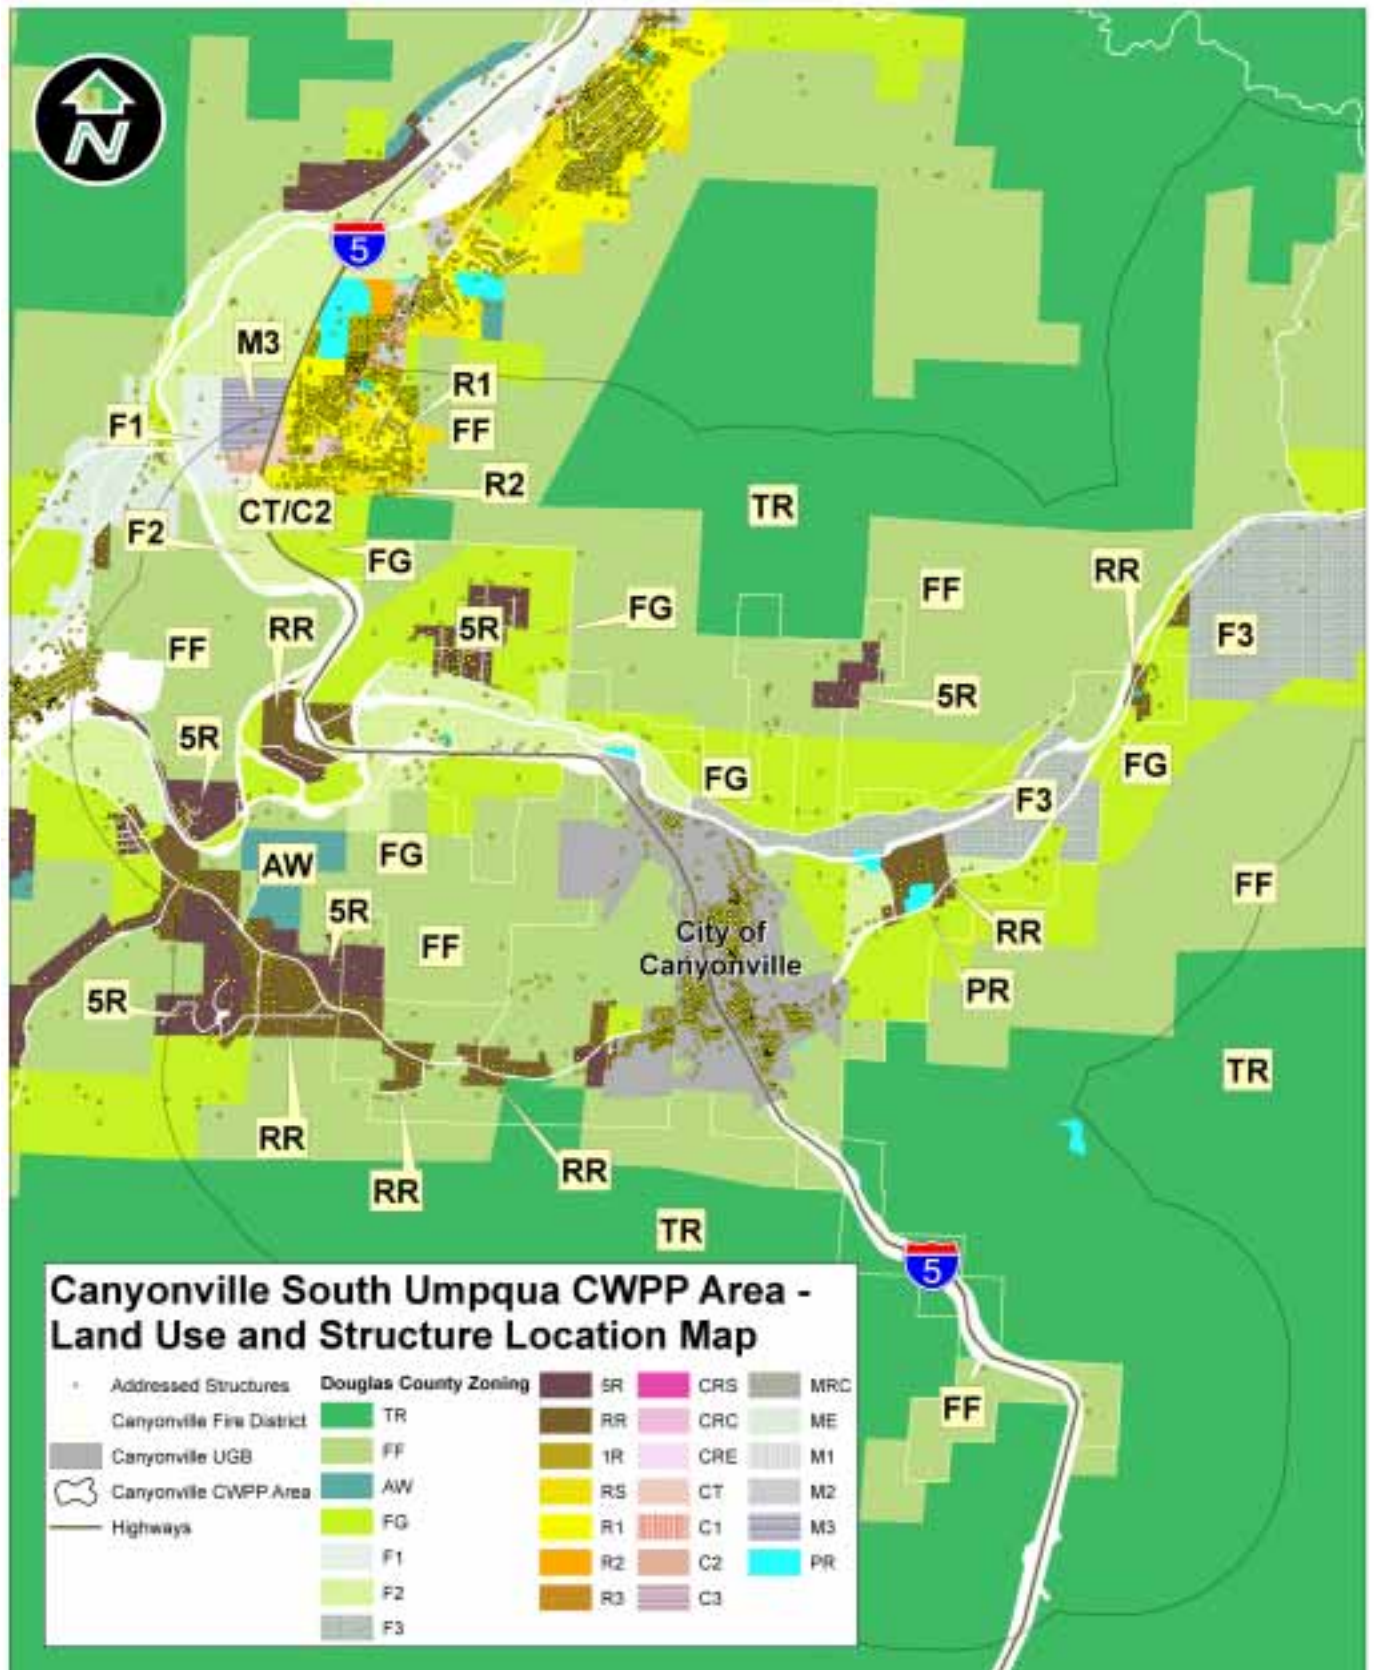 N
5
M3
R1
F1
FF
R2
CT/C2
TR
F2
FG
RR
FF
FG
RR
5R
F3
FF
5R
5R
FG
FG
F3
AW
FG
5R
FF
FF
City of
Canyonville
RR
5R
PR
TR
RR
RR
RR
TR
5
FF
Canyonville South Umpqua CWPP Area -
Land Use and Structure Location Map
Addressed Structures
Canyonville Fire District
Canyonville UGB
Canyonville CWPP Area
Highways
Douglas County Zoning
TR
FF
AW
FG
F1
F2
F3
5R
RR
1R
RS
R1
R2
R3
CRS
CRC
CRE
CT
C1
C2
C3
MRC
ME
M1
M2
M3
PR